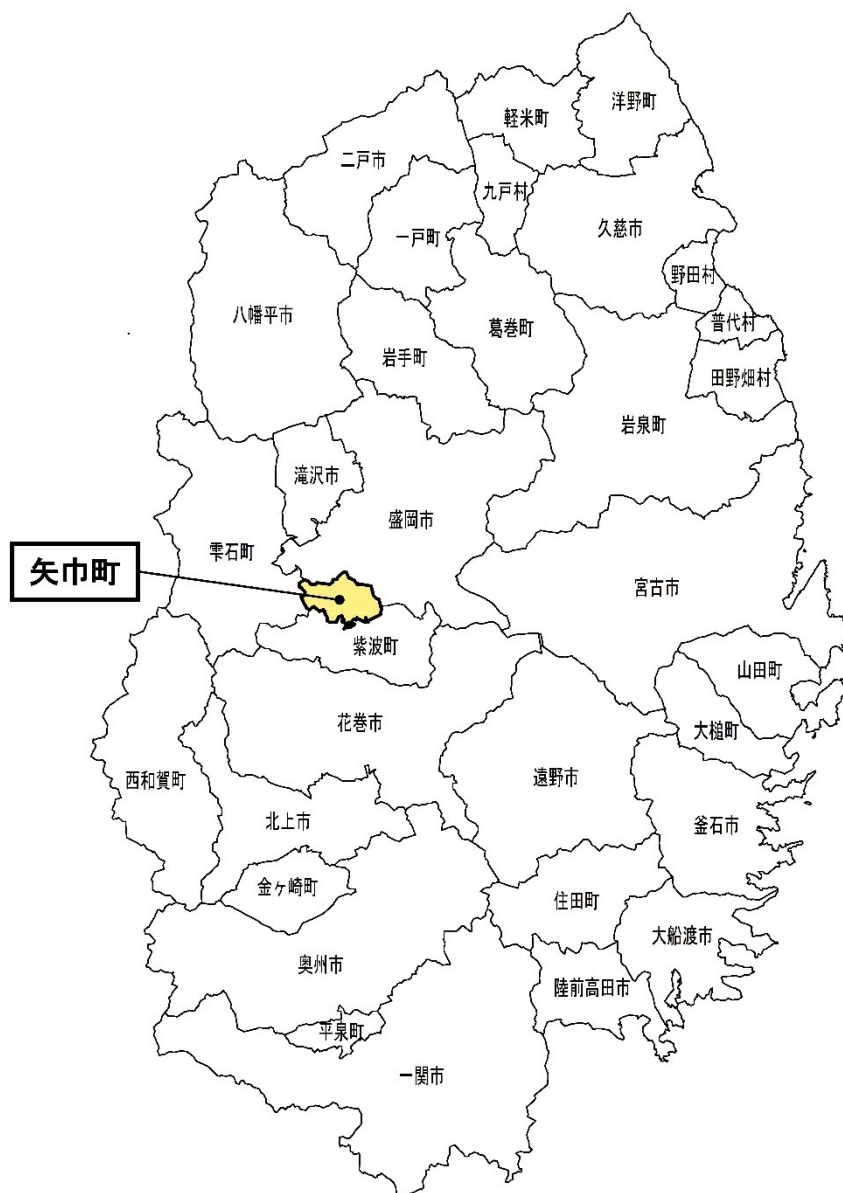 洋野町
軽米町
二戸市
九戸村
久慈市
一戸町
野田村
八幡平市
葛巻町
普代村
岩手町
田野畑村
岩泉町
滝沢市
盛岡市
雫石町
矢巾町
宮古市
紫波町
山田町
花巻市
大槌町
西和賀町
遠野市
北上市
釜石市
金ヶ崎町
住田町
大船渡市
奥州市
陸前高田市
平泉町
一関市